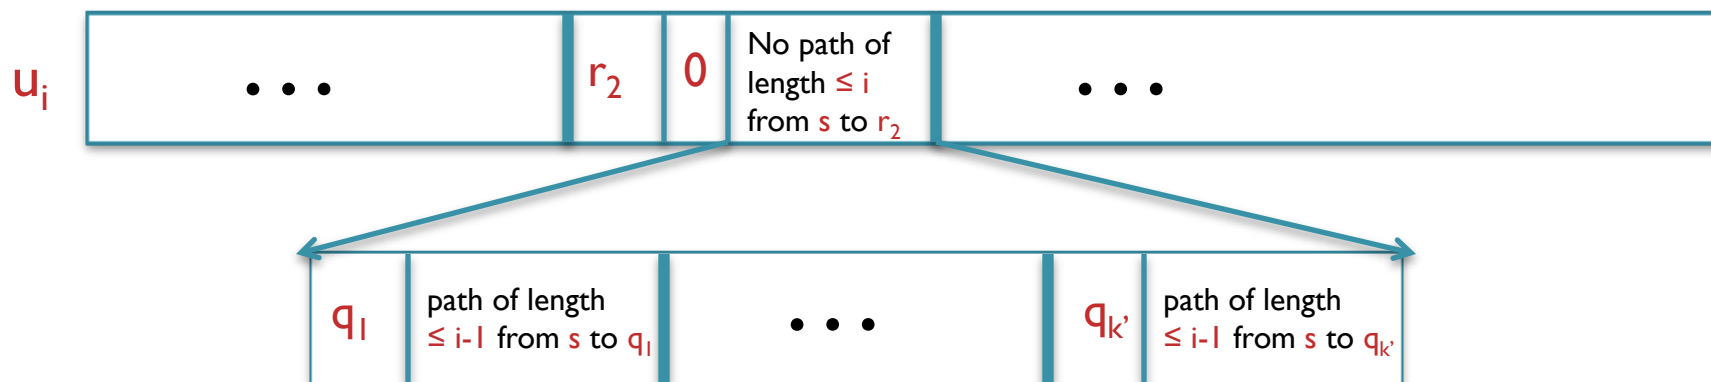 uᵢ
• • •
r₂
0
No path of
length ≤ i
from s to r₂
• • •
q₁
path of length
≤ i-1 from s to q₁
• • •
qₖ’
path of length
≤ i-1 from s to qₖ’